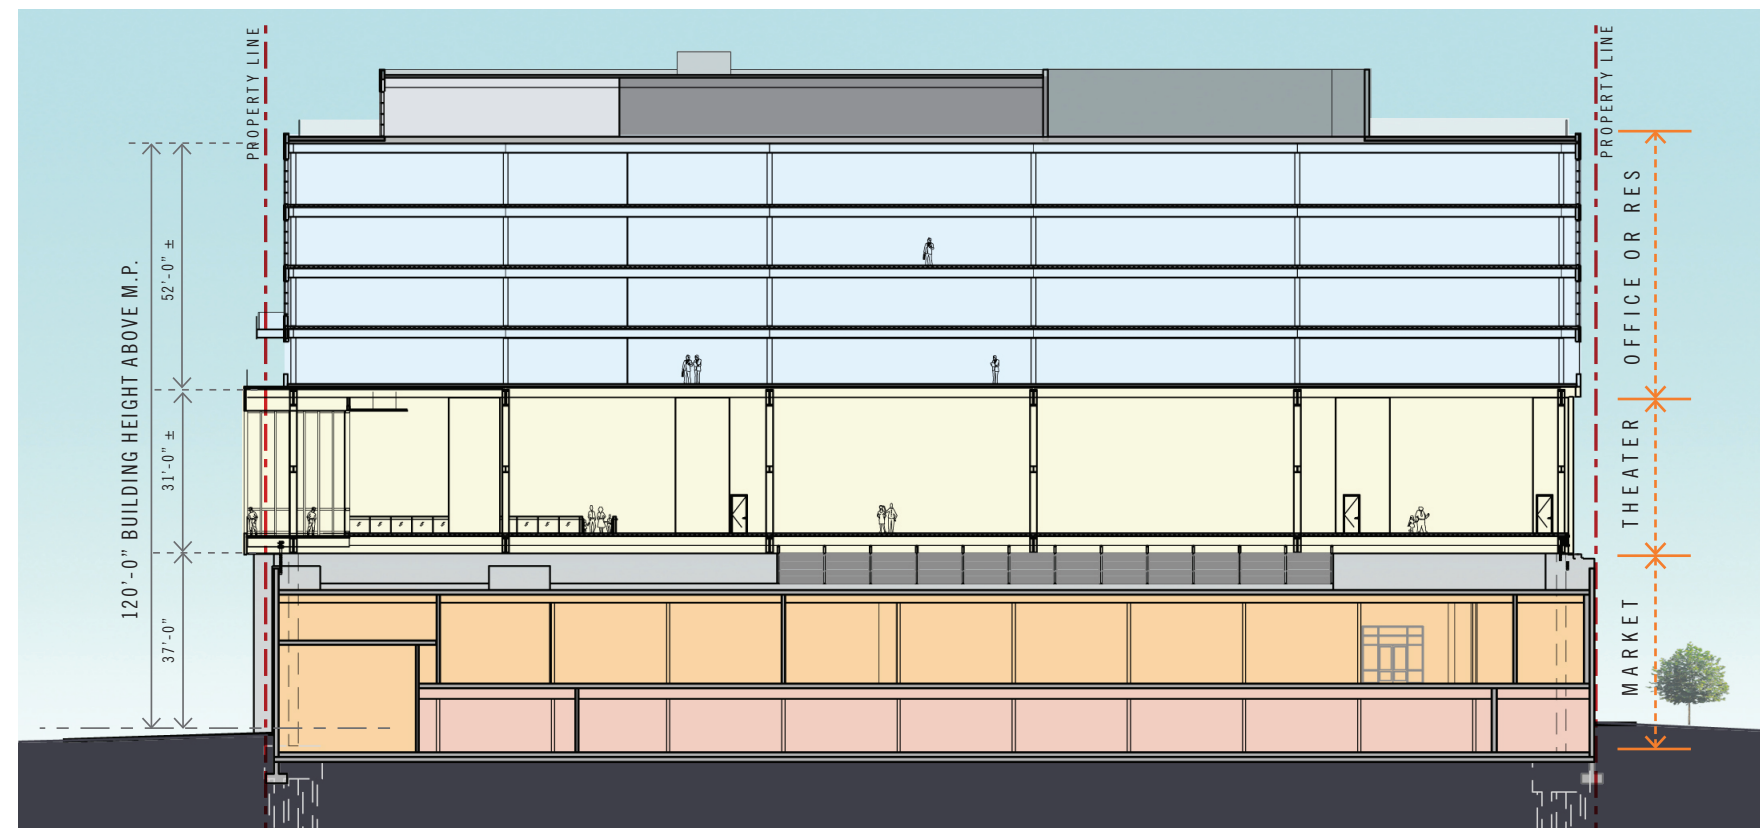 PROPERTY LINE
PROPERTY LINE
120'-0" BUILDING HEIGHT ABOVE M.P.
52'-0" ±
31'-0" ±
37'-0"
OFFICE OR RES
THEATER
MARKET